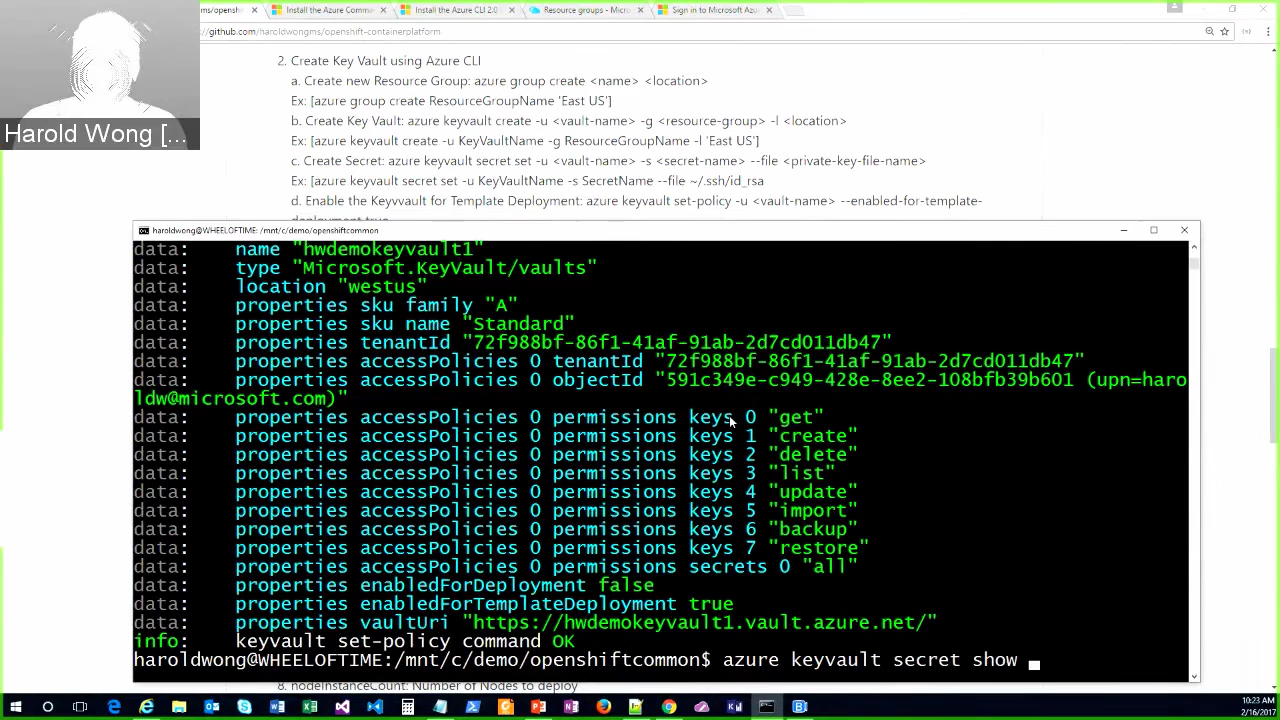 ms/opensh
Install the Azure Comman
Install the Azure CLI 2.0
Resource groups - Micro
Sign in to Microsoft Azu
github.com/haroldwongms/openshift-containerplatform
Harold Wong [...
2. Create Key Vault using Azure CLI
a. Create new Resource Group: azure group create <name> <location>
Ex: [azure group create ResourceGroupName 'East US']
b. Create Key Vault: azure keyvault create -u <vault-name> -g <resource-group> -l <location>
Ex: [azure keyvault create -u KeyVaultName -g ResourceGroupName -l 'East US']
c. Create Secret: azure keyvault secret set -u <vault-name> -s <secret-name> --file <private-key-file-name>
Ex: [azure keyvault secret set -u KeyVaultName -s SecretName --file ~/.ssh/id_rsa
d. Enable the Keyvvault for Template Deployment: azure keyvault set-policy -u <vault-name> --enabled-for-template-
deployment true
haroldwong@WHEELOFTIME: /mnt/c/demo/openshiftcommon
data: name "hwdemokeyvault1"
data: type "Microsoft.KeyVault/vaults"
data: location "westus"
data: properties sku family "A"
data: properties sku name "Standard"
data: properties tenantId "72f988bf-86f1-41af-91ab-2d7cd011db47"
data: properties accessPolicies 0 tenantId "72f988bf-86f1-41af-91ab-2d7cd011db47"
data: properties accessPolicies 0 objectId "591c349e-c949-428e-8ee2-108bfb39b601 (upn=haro
ldw@microsoft.com)"
data: properties accessPolicies 0 permissions keys 0 "get"
data: properties accessPolicies 0 permissions keys 1 "create"
data: properties accessPolicies 0 permissions keys 2 "delete"
data: properties accessPolicies 0 permissions keys 3 "list"
data: properties accessPolicies 0 permissions keys 4 "update"
data: properties accessPolicies 0 permissions keys 5 "import"
data: properties accessPolicies 0 permissions keys 6 "backup"
data: properties accessPolicies 0 permissions keys 7 "restore"
data: properties accessPolicies 0 permissions secrets 0 "all"
data: properties enabledForDeployment false
data: properties enabledForTemplateDeployment true
data: properties vaultUri "https://hwdemokeyvault1.vault.azure.net/"
info: keyvault set-policy command OK
haroldwong@WHEELOFTIME:/mnt/c/demo/openshiftcommon$ azure keyvault secret show
8. nodeInstanceCount: Number of Nodes to deploy
10:23 AM
2/16/2017